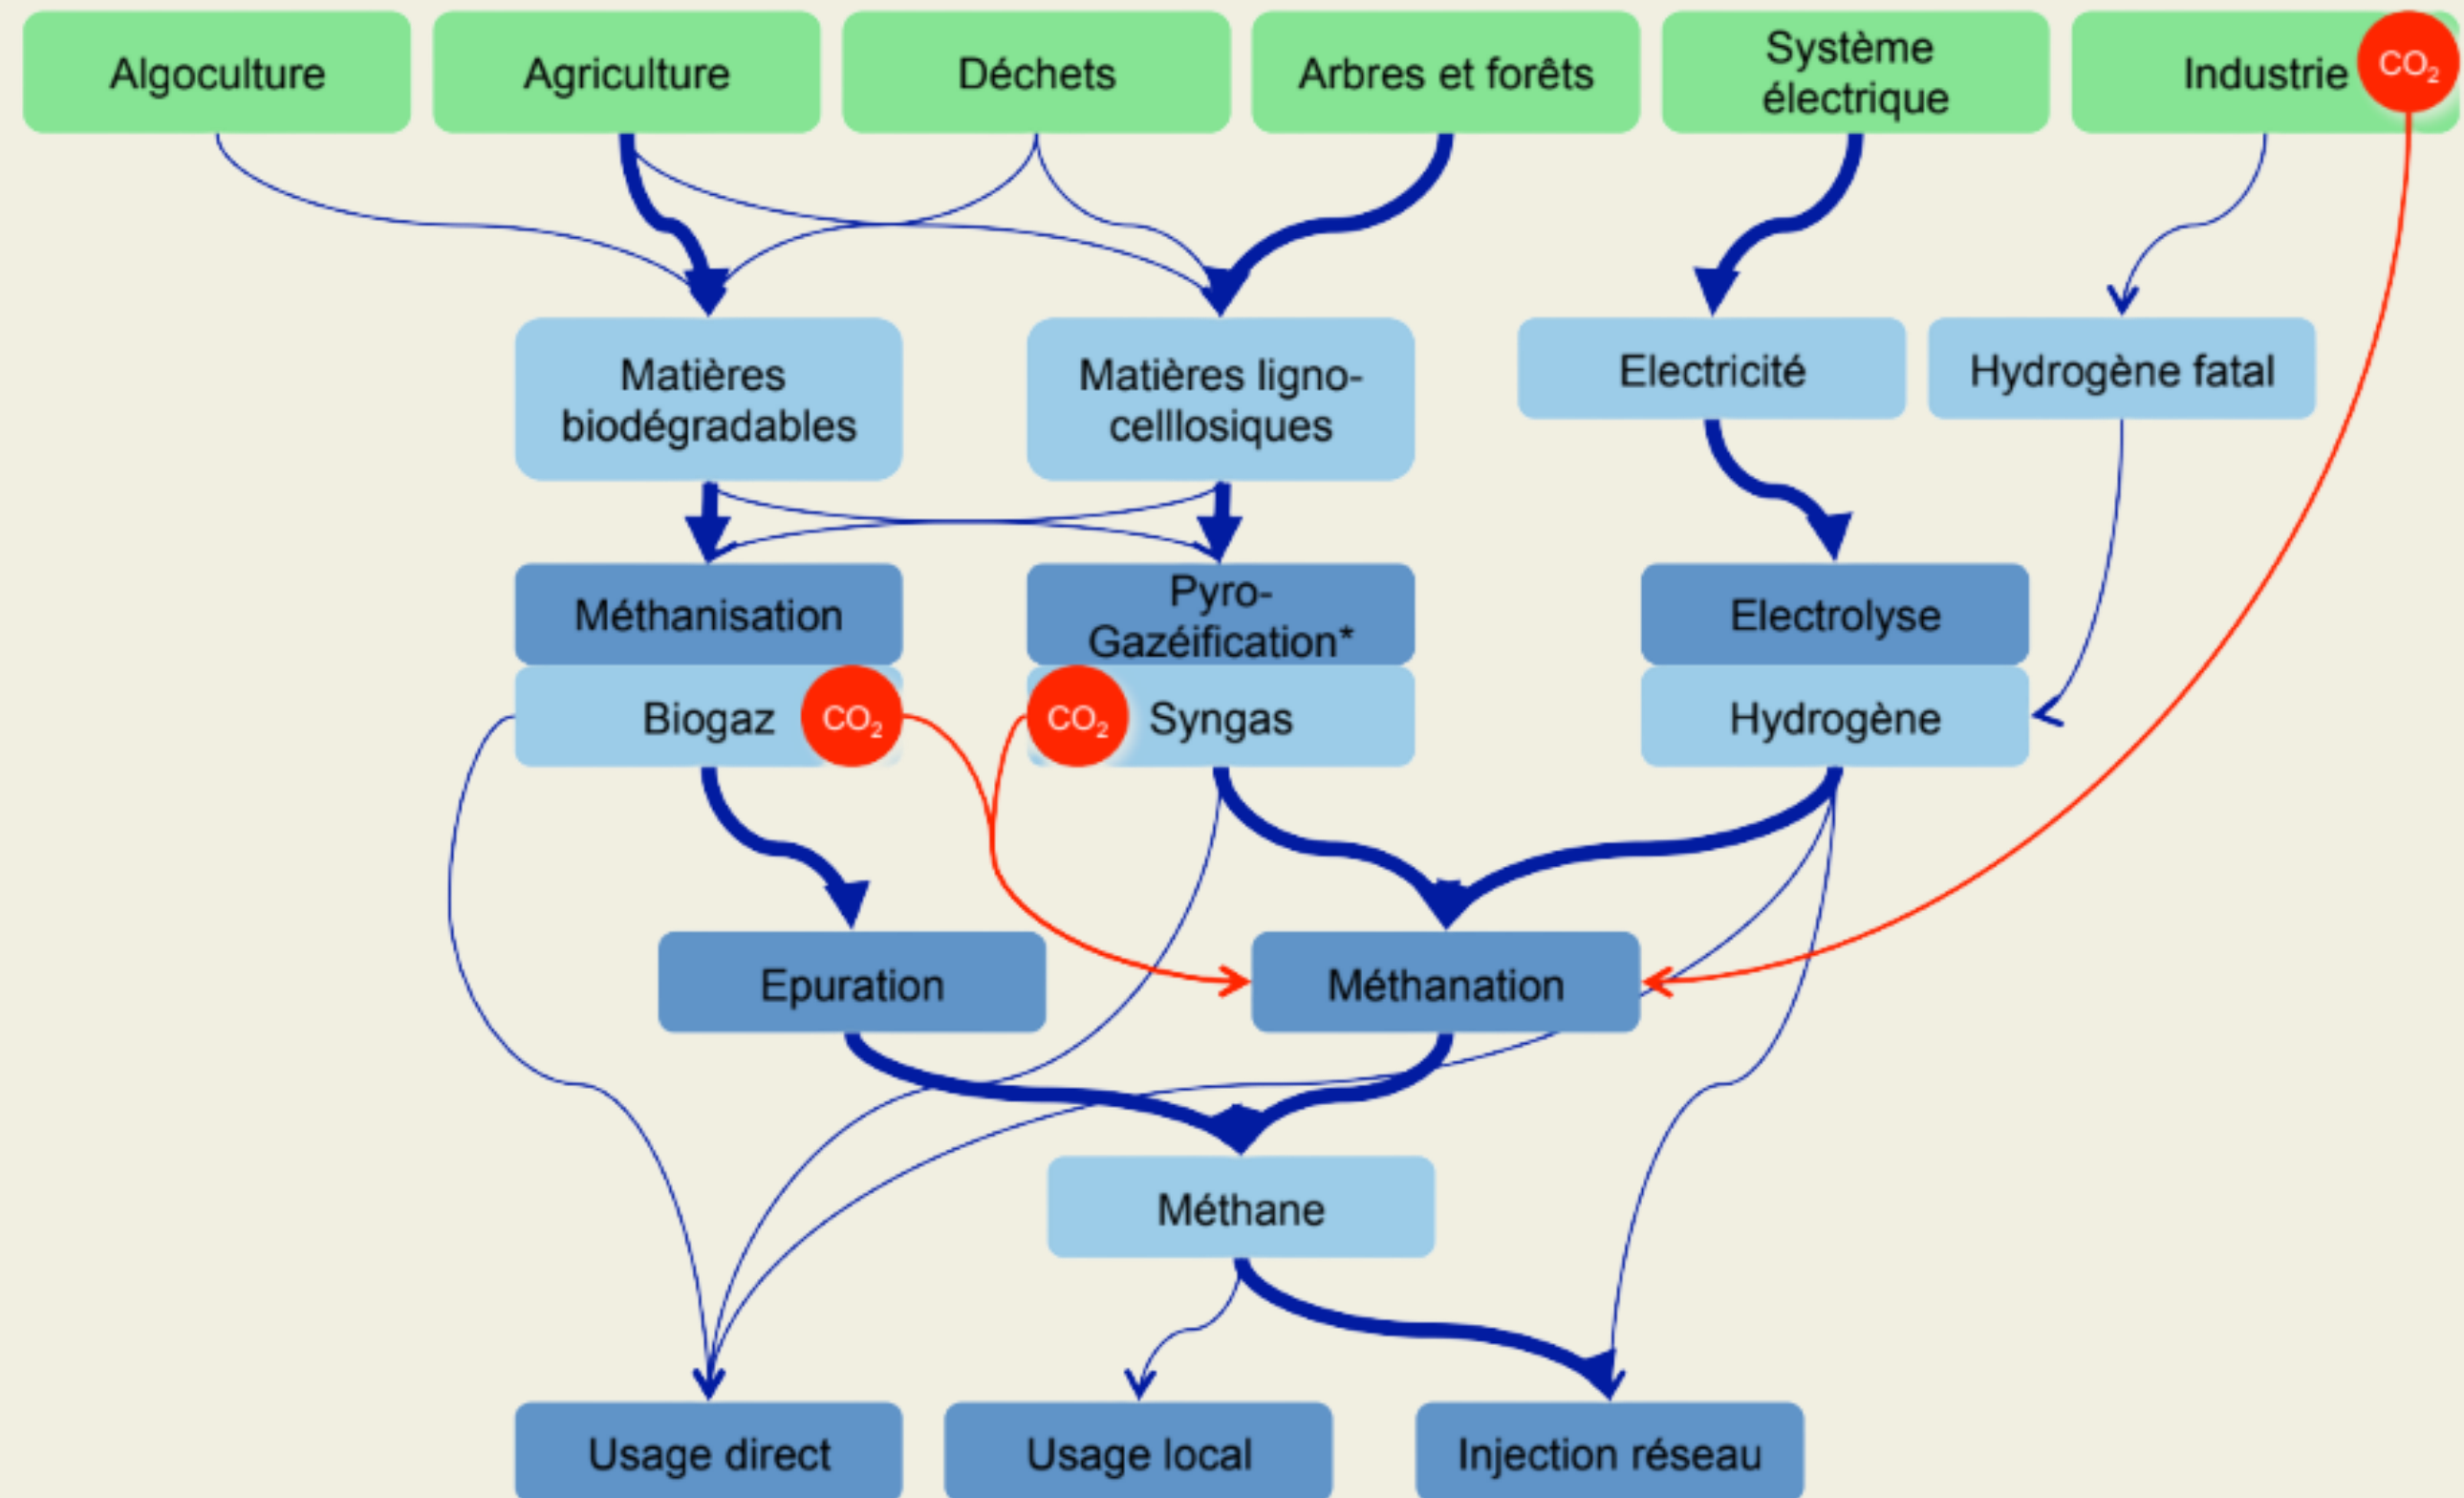 Algoculture
Agriculture
Déchets
Arbres et forêts
Système
électrique
Industrie
CO₂
Matières
biodégradables
Matières ligno-
celllosiques
Electricité
Hydrogène fatal
Méthanisation
Pyro-
Gazéification*
Electrolyse
Biogaz
CO₂
CO₂
Syngas
Hydrogène
Epuration
Méthanation
Méthane
Usage direct
Usage local
Injection réseau